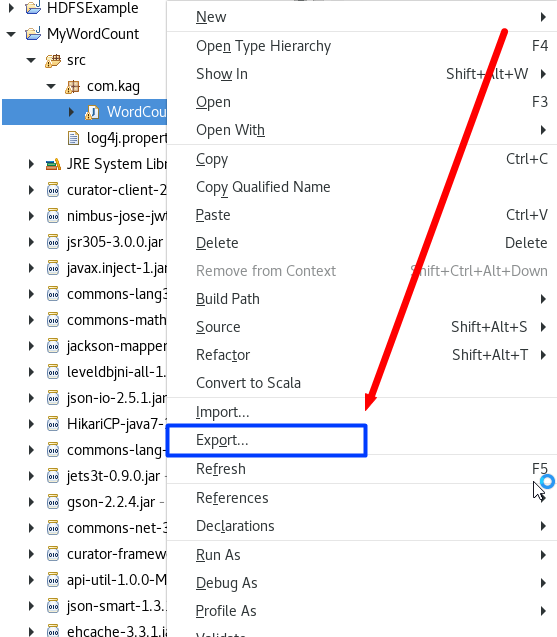 HDFSExample
MyWordCount
src
com.kag
WordCou
log4j.propert
JRE System Libr
curator-client-2
nimbus-jose-jwt
jsr305-3.0.0.jar
javax.inject-1.jar
commons-lang3
commons-math
jackson-mapper
leveldbjni-all-1.
json-io-2.5.1.jar
HikariCP-java7-2
commons-lang-
jets3t-0.9.0.jar -
gson-2.2.4.jar -
commons-net-3
curator-framew
api-util-1.0.0-M
json-smart-1.3.
ehcache-3.3.1.ja
New
Open Type Hierarchy F4
Show In Shift+Alt+W
Open F3
Open With
Copy Ctrl+C
Copy Qualified Name
Paste Ctrl+V
Delete Delete
Remove from Context Shift+Ctrl+Alt+Down
Build Path
Source Shift+Alt+S
Refactor Shift+Alt+T
Convert to Scala
Import...
Export...
Refresh F5
References
Declarations
Run As
Debug As
Profile As
Validate